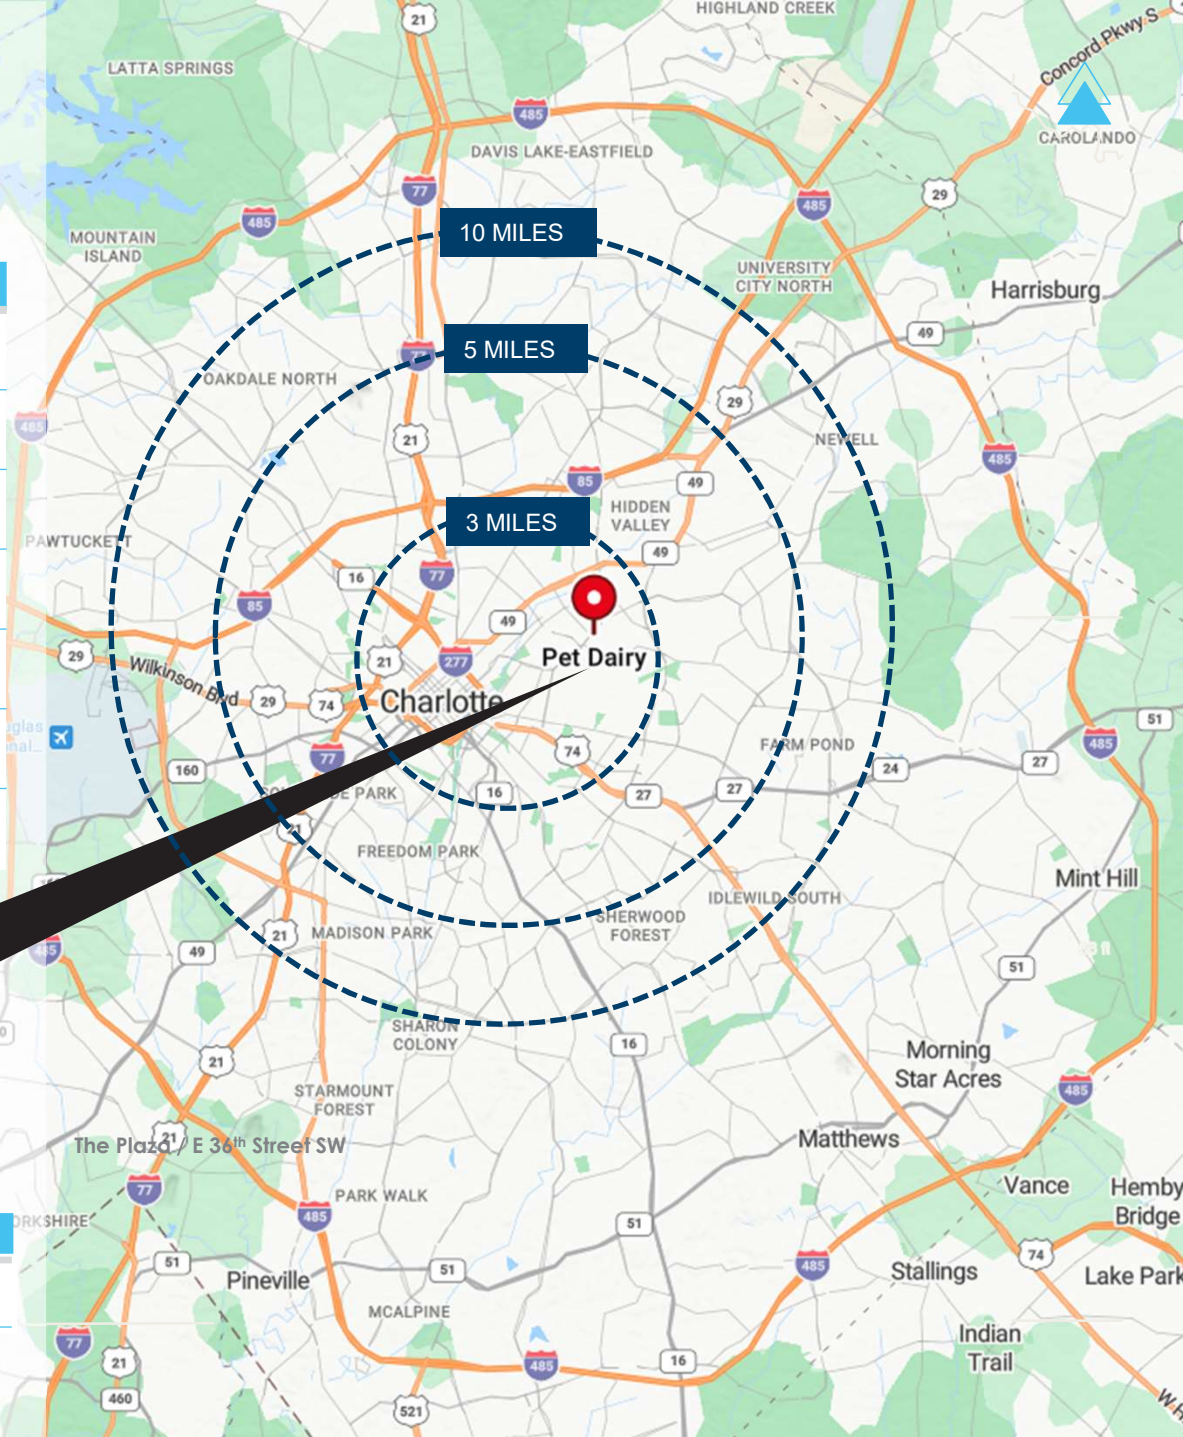 HIGHLAND CREEK
21
Concord Pkwy S
LATTA SPRINGS
485
CAROLANDO
DAVIS LAKE-EASTFIELD
77
29
485
485
MOUNTAIN
ISLAND
10 MILES
UNIVERSITY
CITY NORTH
Harrisburg
49
5 MILES
77
OAKDALE NORTH
29
485
21
NEWELL
485
85
49
HIDDEN
VALLEY
3 MILES
PAWTUCKETT
49
16
77
85
49
29
Wilkinson Blvd
21
277
Pet Dairy
29
74
Charlotte
51
77
74
FARM POND
485
160
24
27
PARK
16
27
27
21
FREEDOM PARK
Mint Hill
IDLEWILD SOUTH
SHERWOOD
FOREST
21
MADISON PARK
485
49
51
SHARON
COLONY
16
Morning
Star Acres
21
485
STARMOUNT
FOREST
Matthews
21
The Plaza / E 36th Street SW
77
PARK WALK
Vance
Hemby
Bridge
485
51
74
51
51
485
Pineville
Stallings
Lake Park
MCALPINE
77
Indian
Trail
21
485
16
460
521